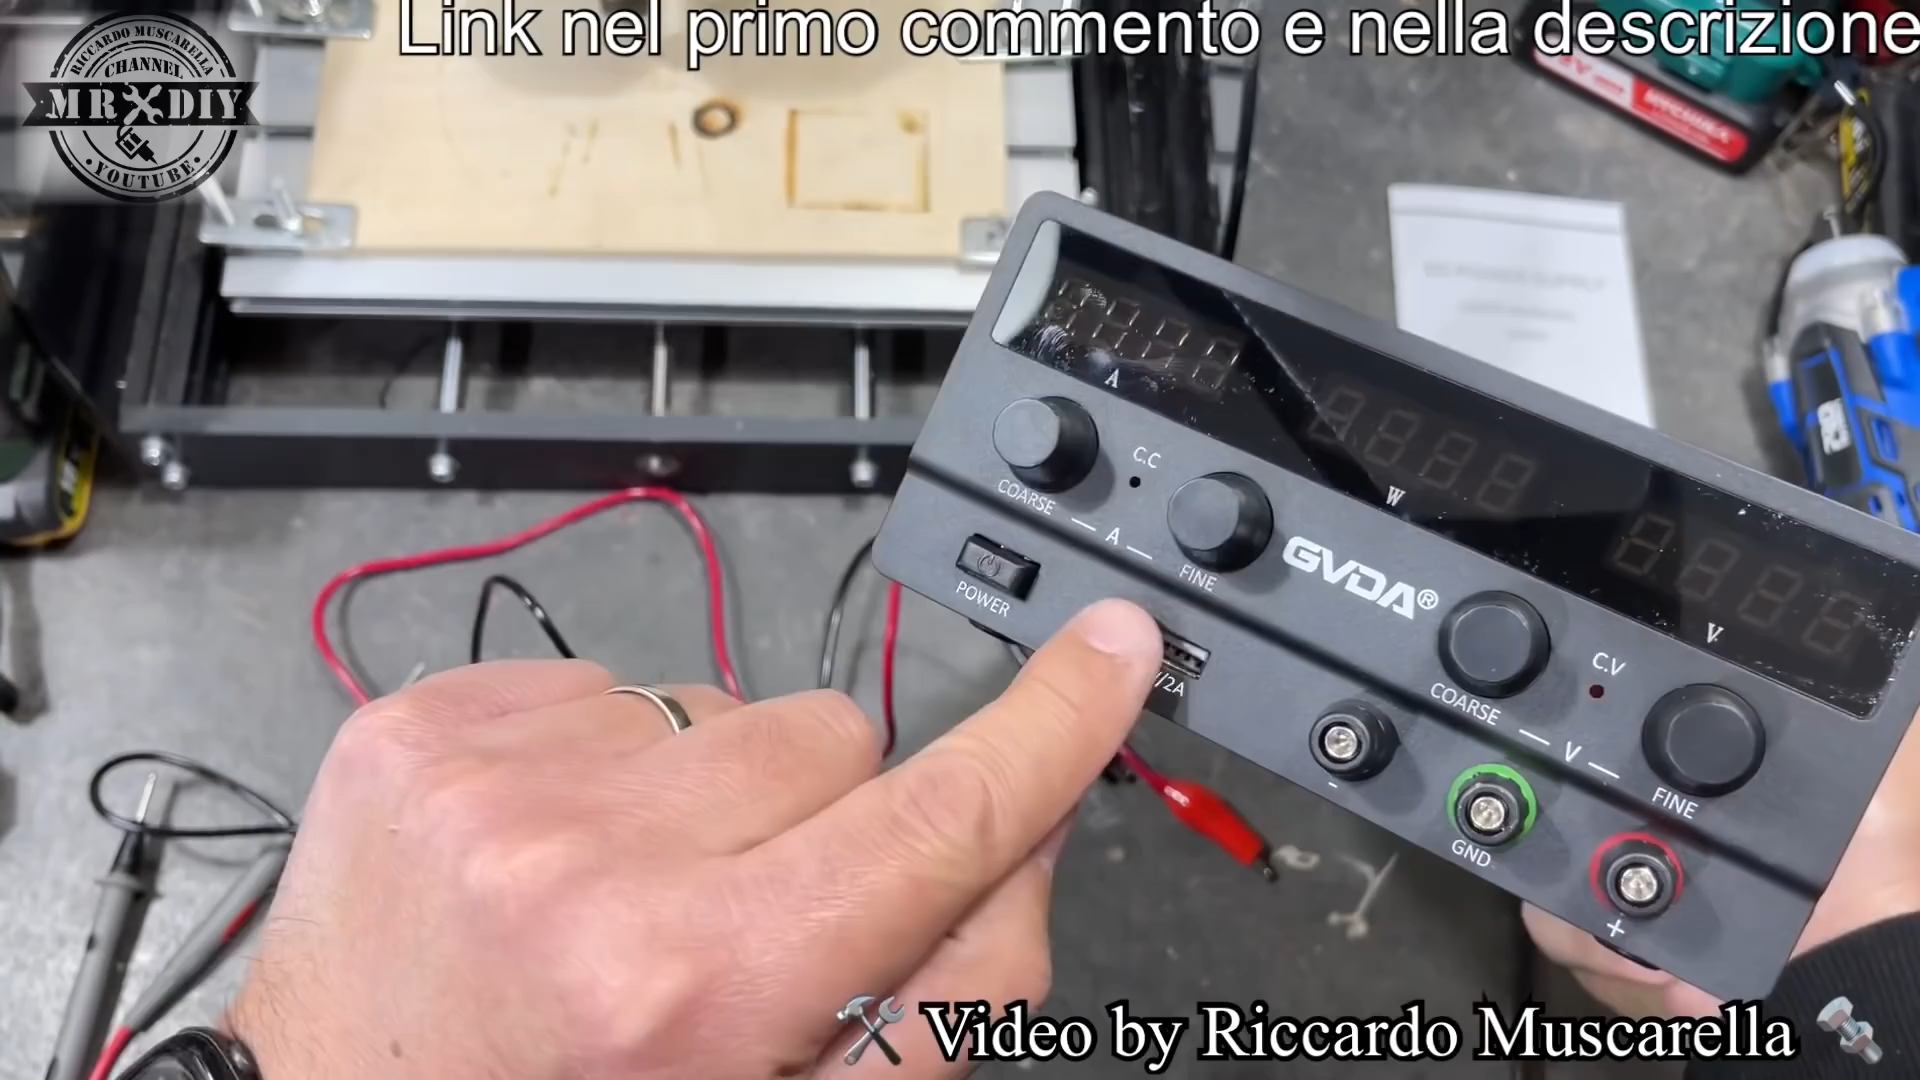 Link nel primo commento e nella descrizione
RICCARDO MUSCARELLA
CHANNEL
MR DIY
YOUTUBE
A
W
V
C.C
COARSE
A
FINE
POWER
GVDA®
/2A
C.V
COARSE
V
FINE
-
GND
+
Video by Riccardo Muscarella